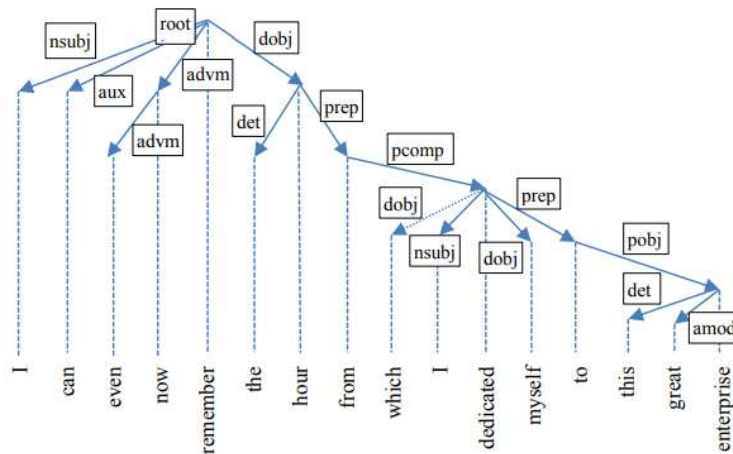 root
nsubj
dobj
advm
aux
det
prep
advm
pcomp
dobj
prep
nsubj
dobj
pobj
det
amod
I can even now remember the hour from which I dedicated myself to this great enterprise